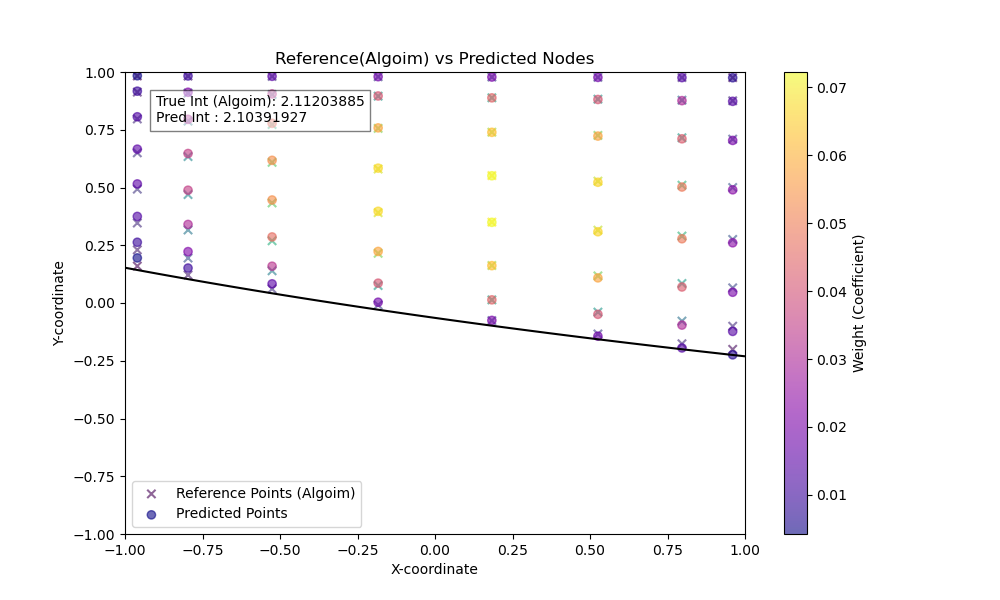 Reference(Algoim) vs Predicted Nodes
True Int (Algoim): 2.11203885
Pred Int : 2.10391927
1.00
0.75
0.50
0.25
0.00
−0.25
−0.50
−0.75
−1.00
Y-coordinate
Reference Points (Algoim)
Predicted Points
−1.00 −0.75 −0.50 −0.25 0.00 0.25 0.50 0.75 1.00
X-coordinate
0.07
0.06
0.05
0.04
0.03
0.02
0.01
Weight (Coefficient)